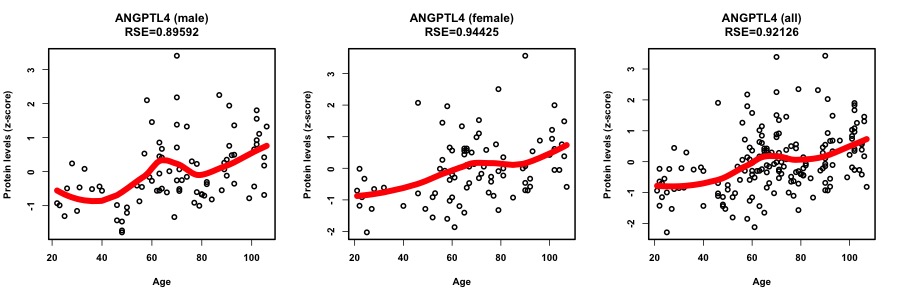 ANGPTL4 (male)
RSE=0.89592
Protein levels (z-score)
3
2
1
0
-1
20 40 60 80 100
Age
ANGPTL4 (female)
RSE=0.94425
Protein levels (z-score)
3
2
1
0
-1
-2
20 40 60 80 100
Age
ANGPTL4 (all)
RSE=0.92126
Protein levels (z-score)
3
2
1
0
-1
-2
20 40 60 80 100
Age